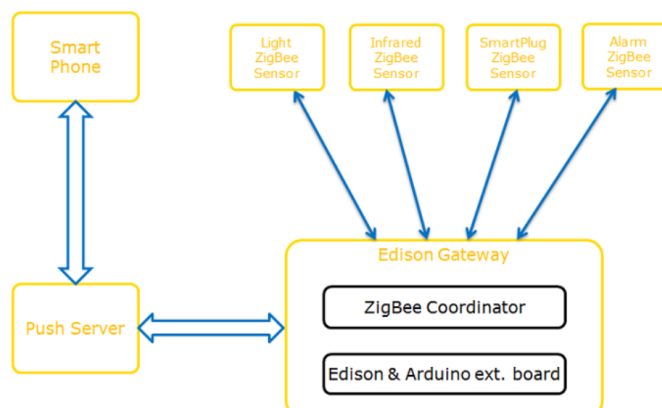 Smart
Phone
Light
ZigBee
Sensor
Infrared
ZigBee
Sensor
SmartPlug
ZigBee
Sensor
Alarm
ZigBee
Sensor
Edison Gateway
ZigBee Coordinator
Push Server
Edison & Arduino ext. board